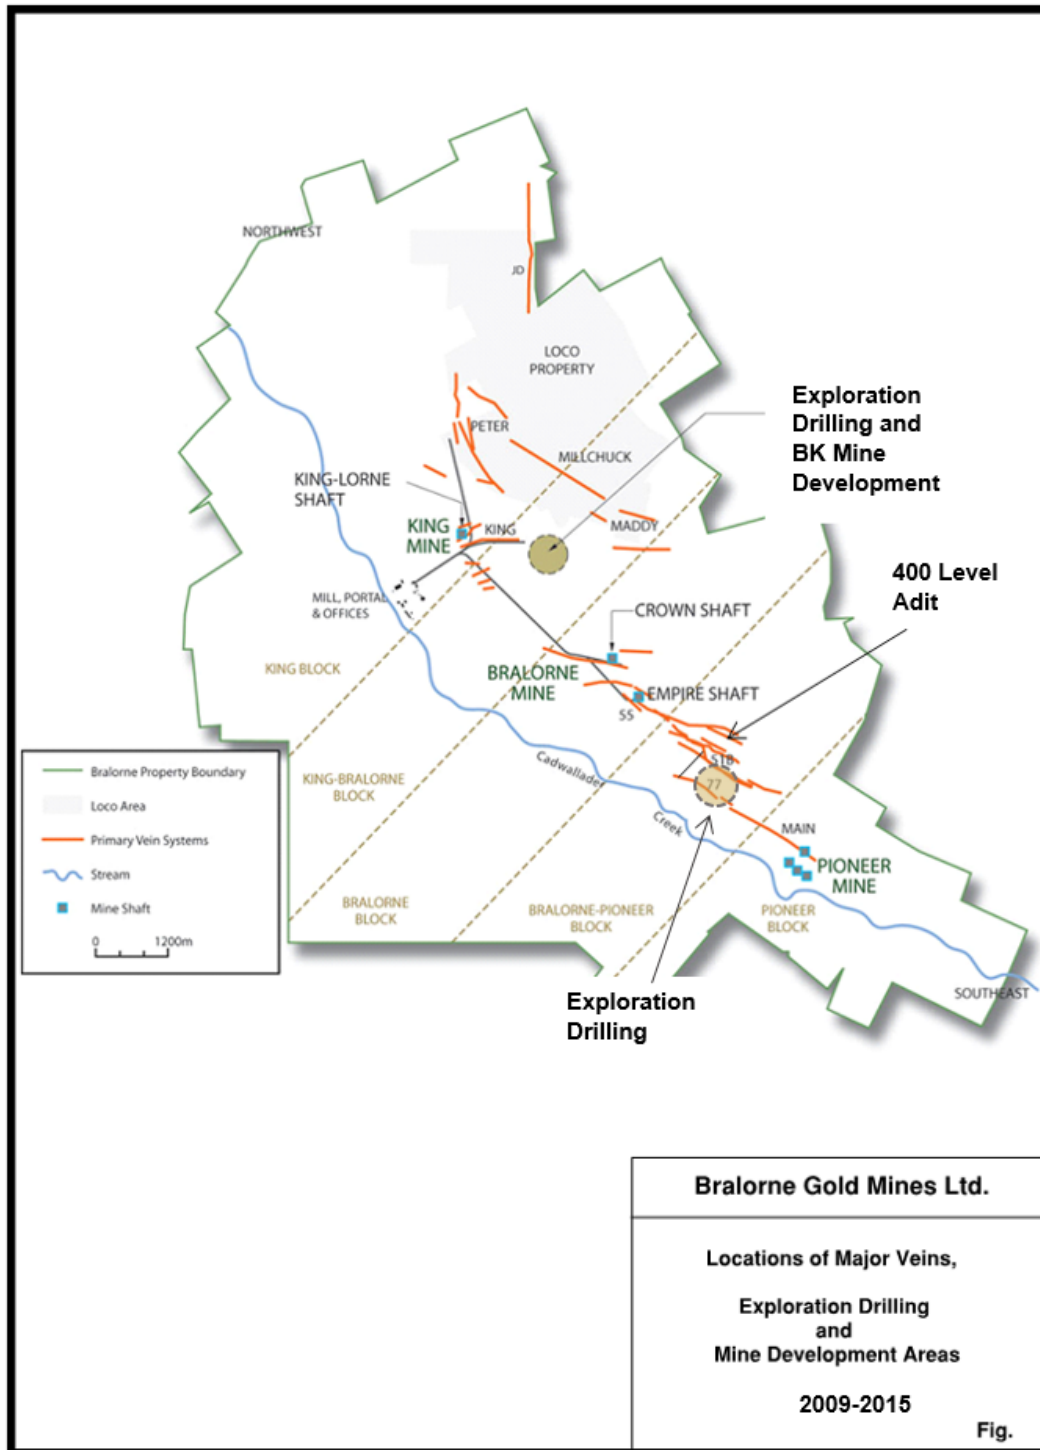 NORTHWEST
JD
LOCO
PROPERTY
Exploration
Drilling and
BK Mine
Development
PETER
MILLCHUCK
KING-LORNE
SHAFT
KING
MINE
KING
MADDY
400 Level
Adit
MILL, PORTAL
& OFFICES
CROWN SHAFT
KING BLOCK
BRALORNE
MINE
EMPIRE SHAFT
55
51B
77
Cadwallader
Creek
KING-BRALORNE
BLOCK
MAIN
PIONEER
MINE
BRALORNE
BLOCK
BRALORNE-PIONEER
BLOCK
PIONEER
BLOCK
SOUTHEAST
Exploration
Drilling
Bralorne Property Boundary
Loco Area
Primary Vein Systems
Stream
Mine Shaft
0 1200m
Bralorne Gold Mines Ltd.
Locations of Major Veins,
Exploration Drilling
and
Mine Development Areas
2009-2015
Fig.